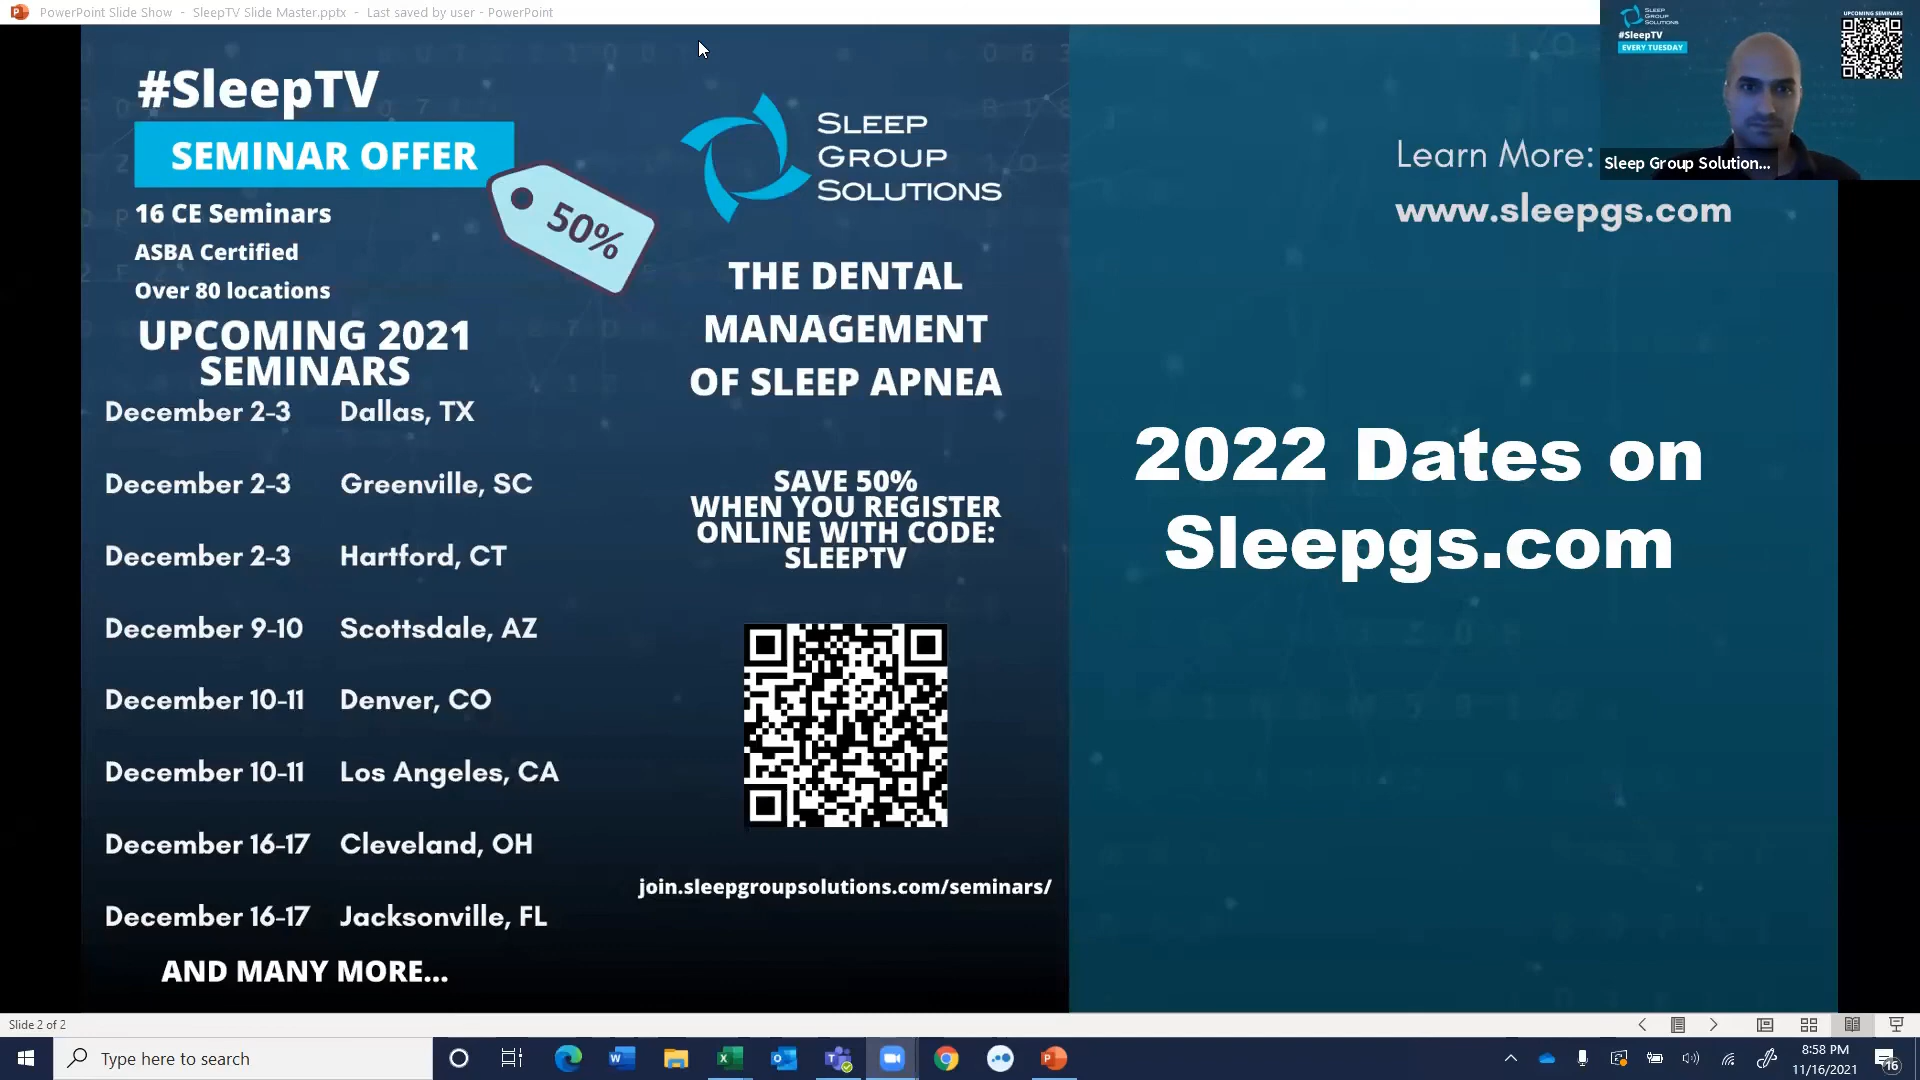 PowerPoint Slide Show - SleepTV Slide Master.pptx - Last saved by user - PowerPoint
#SleepTV
SEMINAR OFFER
50%
16 CE Seminars
ASBA Certified
Over 80 locations
UPCOMING 2021
SEMINARS
December 2-3 Dallas, TX
December 2-3 Greenville, SC
December 2-3 Hartford, CT
December 9-10 Scottsdale, AZ
December 10-11 Denver, CO
December 10-11 Los Angeles, CA
December 16-17 Cleveland, OH
December 16-17 Jacksonville, FL
AND MANY MORE...
SLEEP
GROUP
SOLUTIONS
THE DENTAL
MANAGEMENT
OF SLEEP APNEA
SAVE 50%
WHEN YOU REGISTER
ONLINE WITH CODE:
SLEEPTV
join.sleepgroupsolutions.com/seminars/
Learn More:
www.sleepgs.com
2022 Dates on
Sleepgs.com
SLEEP
GROUP
SOLUTIONS
#SleepTV
EVERY TUESDAY
UPCOMING SEMINARS
Sleep Group Solution...
Slide 2 of 2
Type here to search
8:58 PM
11/16/2021
16